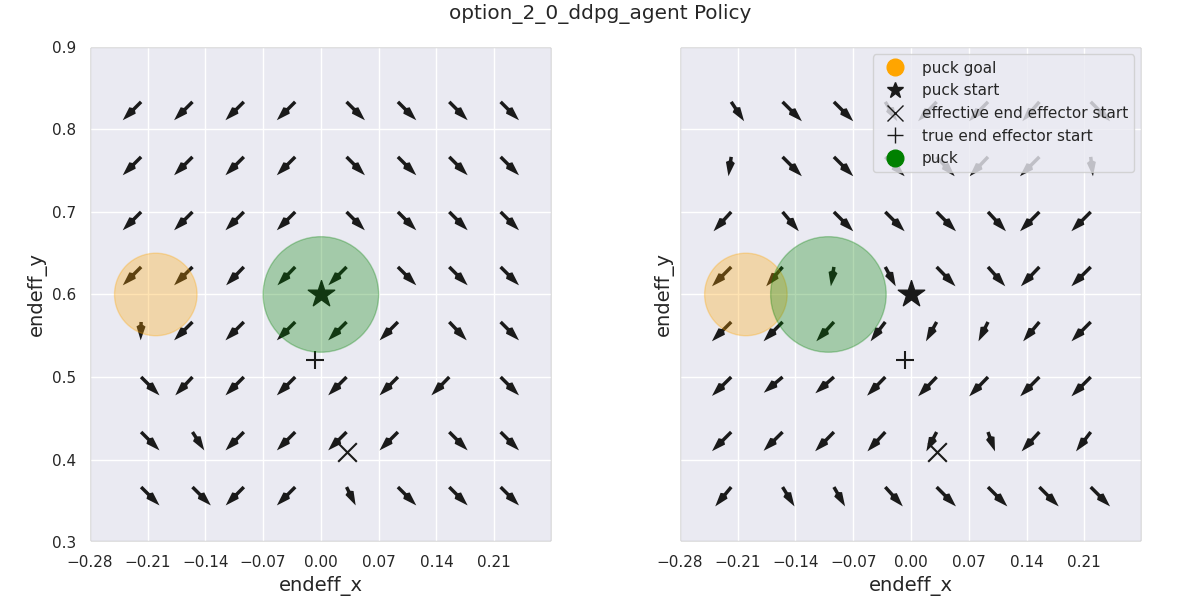 option_2_0_ddpg_agent Policy
endeff_y
0.9
0.8
0.7
0.6
0.5
0.4
0.3
−0.28 −0.21 −0.14 −0.07 0.00 0.07 0.14 0.21
endeff_x
endeff_y
puck goal
puck start
effective end effector start
true end effector start
puck
−0.28 −0.21 −0.14 −0.07 0.00 0.07 0.14 0.21
endeff_x